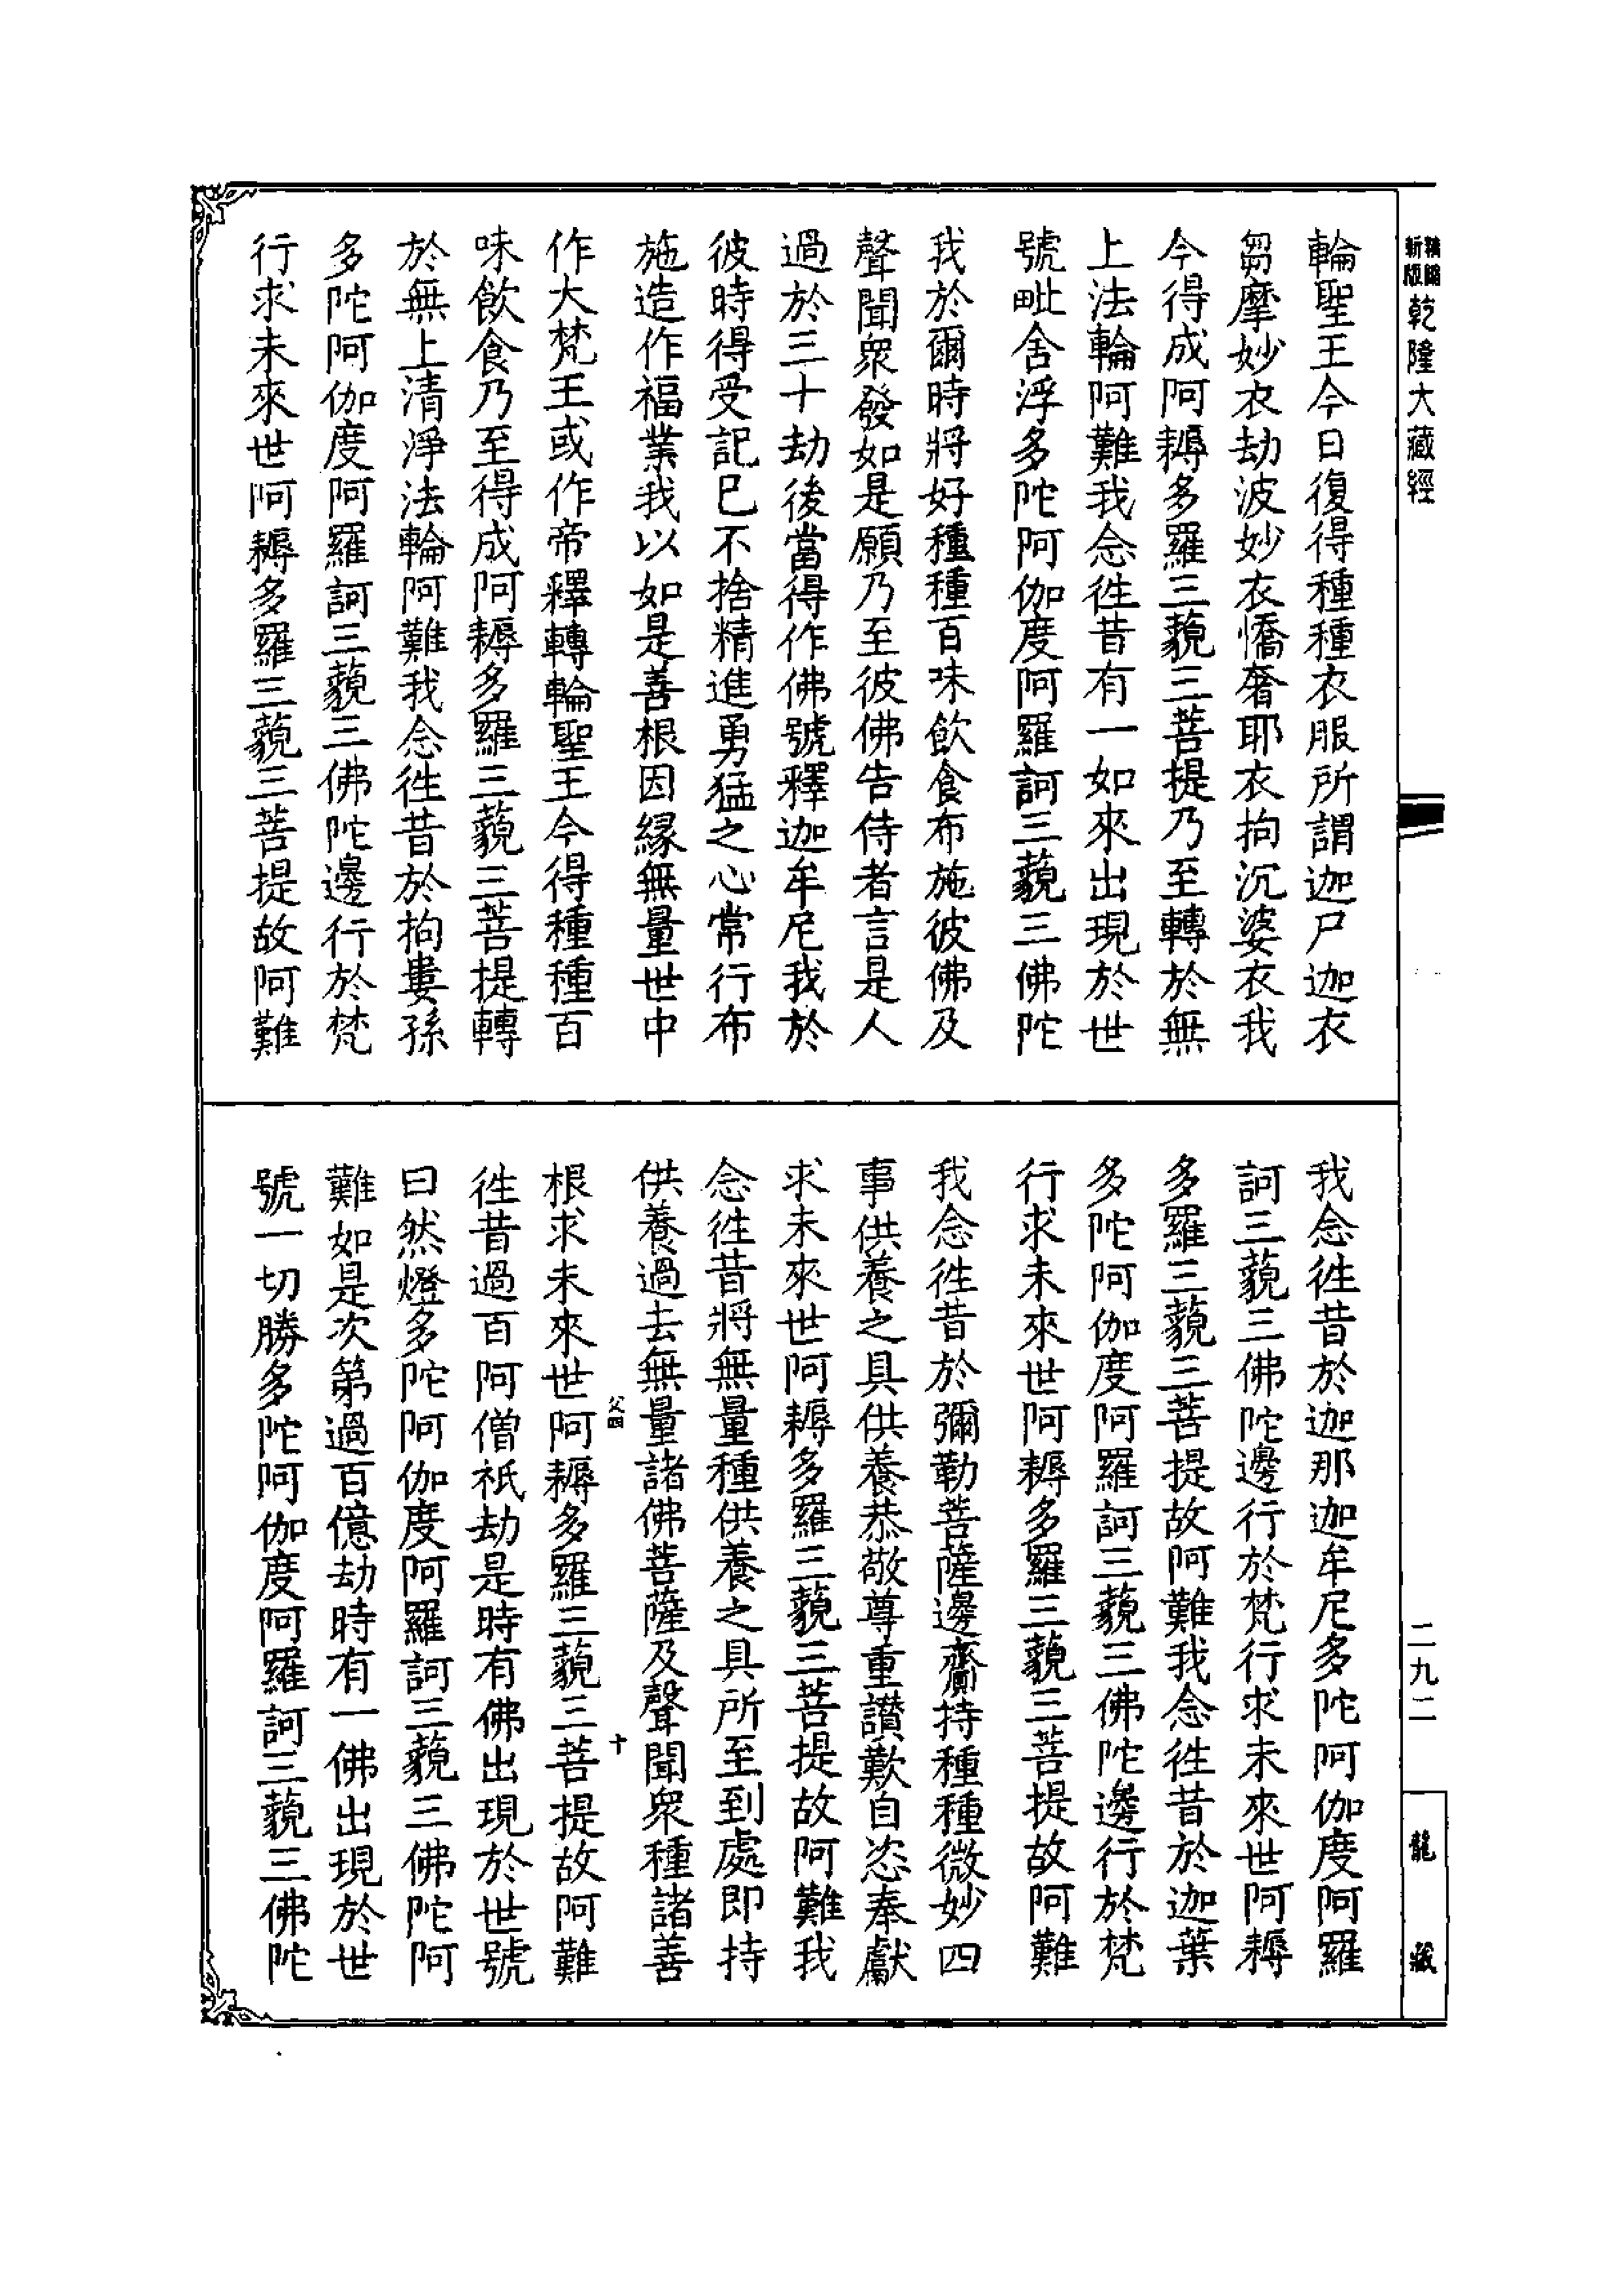 精編
新版
乾隆大藏經
輪聖王今日復得種種衣服所謂迦尸迦衣
芻摩妙衣劫波妙衣憍奢耶衣拘沉婆衣我
今得成阿耨多羅三藐三菩提乃至轉於無
上法輪阿難我念徃昔有一如來出現於世
號毗舍浮多陀阿伽度阿羅訶三藐三佛陀
我於爾時將好種種百味飲食布施彼佛及
聲聞眾發如是願乃至彼佛告侍者言是人
過於三十劫後當得作佛號釋迦牟尼我於
彼時得受記已不捨精進勇猛之心常行布
施造作福業我以如是善根因緣無量世中
作大梵王或作帝釋轉輪聖王今得種種百
味飲食乃至得成阿耨多羅三藐三菩提轉
於無上清淨法輪阿難我念徃昔於拘婁孫
多陀阿伽度阿羅訶三藐三佛陀邊行於梵
行求未來世阿耨多羅三藐三菩提故阿難
我念徃昔於迦那迦牟尼多陀阿伽度阿羅
訶三藐三佛陀邊行於梵行求未來世阿耨
多羅三藐三菩提故阿難我念徃昔於迦葉
多陀阿伽度阿羅訶三藐三佛陀邊行於梵
行求未來世阿耨多羅三藐三菩提故阿難
我念徃昔於彌勒菩薩邊齎持種種微妙四
事供養之具供養恭敬尊重讚歎自恣奉獻
求未來世阿耨多羅三藐三菩提故阿難我
念徃昔將無量種供養之具所至到處即持
供養過去無量諸佛菩薩及聲聞眾種諸善
父四
十
根求未來世阿耨多羅三藐三菩提故阿難
徃昔過百阿僧祇劫是時有佛出現於世號
曰然燈多陀阿伽度阿羅訶三藐三佛陀阿
難如是次第過百億劫時有一佛出現於世
號一切勝多陀阿伽度阿羅訶三藐三佛陀
二九二
龍藏